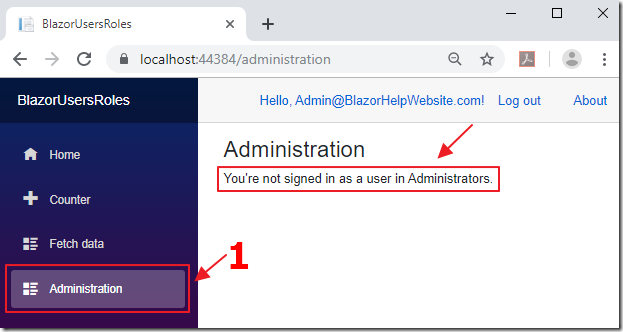 BlazorUsersRoles
localhost:44384/administration
BlazorUsersRoles
Hello, Admin@BlazorHelpWebsite.com! Log out About
Home
Counter
Fetch data
Administration
Administration
You're not signed in as a user in Administrators.
1